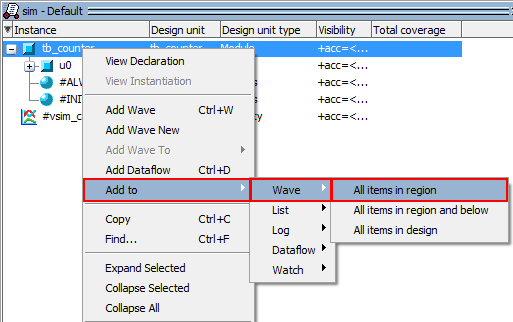 sim - Default
Instance Design unit Design unit type Visibility Total coverage
tb_counter tb_counter Module +acc=<...
u0 +acc=<...
#AL +acc=<...
#INI +acc=<...
#vsim_c +acc=<...
View Declaration
View Instantiation
Add Wave Ctrl+W
Add Wave New
Add Wave To
Add Dataflow Ctrl+D
Add to
Copy Ctrl+C
Find... Ctrl+F
Expand Selected
Collapse Selected
Collapse All
Wave
List
Log
Dataflow
Watch
All items in region
All items in region and below
All items in design